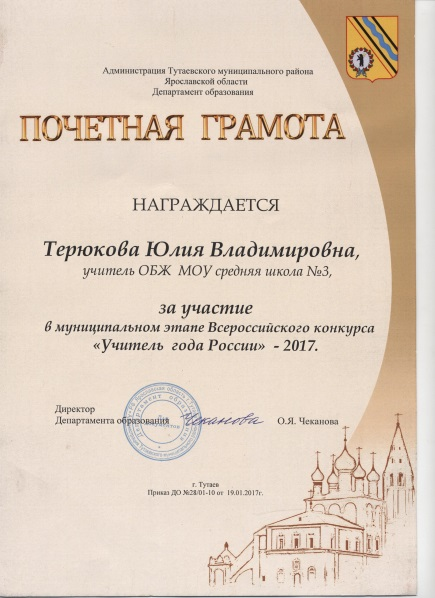 Администрация Тутаевского муниципального района
Ярославской области
Департамент образования
ПОЧЕТНАЯ ГРАМОТА
НАГРАЖДАЕТСЯ
Терюкова Юлия Владимировна,
учитель ОБЖ МОУ средняя школа №3,
за участие
в муниципальном этапе Всероссийского конкурса
«Учитель года России» - 2017.
Директор
Департамента образования Чеканова О.Я. Чеканова
г. Тутаев
Приказ ДО №28/01-10 от 19.01.2017г.